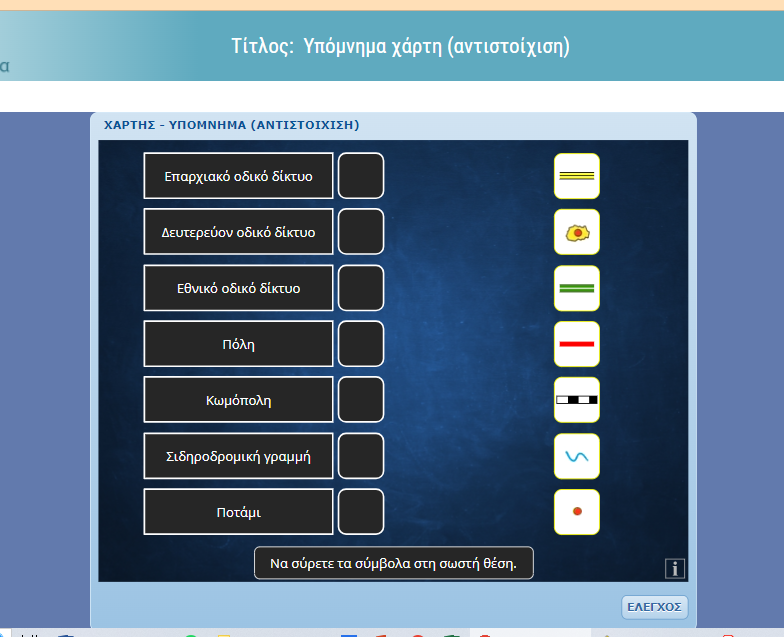 Τίτλος: Υπόμνημα χάρτη (αντιστοίχιση)
α
ΧΑΡΤΗΣ - ΥΠΟΜΝΗΜΑ (ΑΝΤΙΣΤΟΙΧΙΣΗ)
Επαρχιακό οδικό δίκτυο
Δευτερεύον οδικό δίκτυο
Εθνικό οδικό δίκτυο
Πόλη
Κωμόπολη
Σιδηροδρομική γραμμή
Ποτάμι
Να σύρετε τα σύμβολα στη σωστή θέση.
i
ΕΛΕΓΧΟΣ